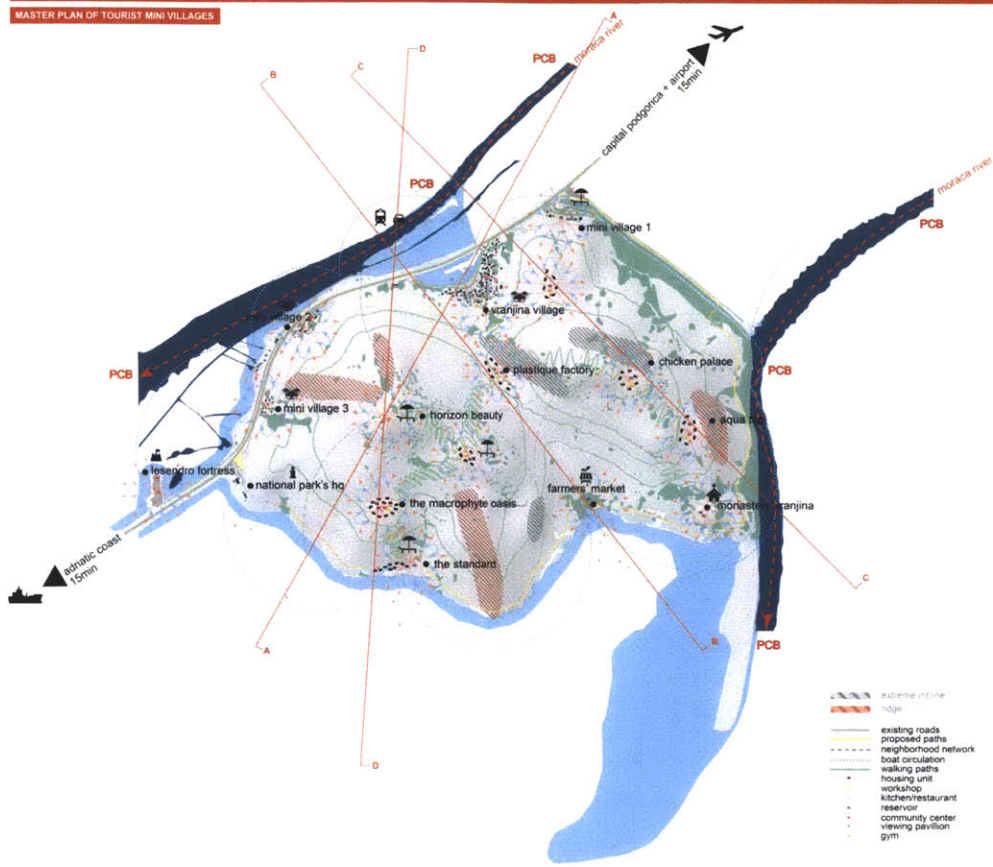 MASTER PLAN OF TOURIST MINI VILLAGES
A
D
B
C
PCB
moraca river
capital podgorica + airport
15min
PCB
moraca river
PCB
mini village 1
vranjina village
village 2
PCB
PCB
chicken palace
plastique factory
mini village 3
horizon beauty
aqua
lesendro fortress
national park's hq
farmers' market
the macrophyte oasis
monastery vranjina
the standard
adriatic coast
15min
C
A
B
PCB
D
extreme incline
ridge
existing roads
proposed paths
neighborhood network
boat circulation
walking paths
housing unit
workshop
kitchen/restaurant
reservoir
community center
viewing pavillion
gym